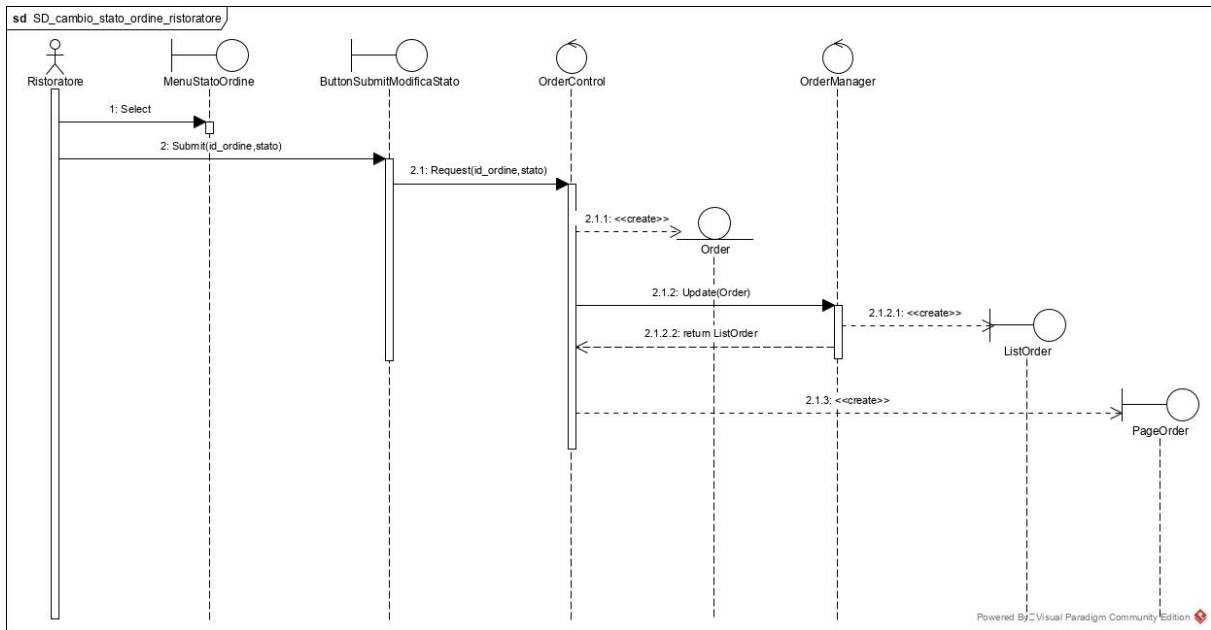 sd SD_cambio_stato_ordine_ristoratore
Ristoratore
MenuStatoOrdine
ButtonSubmitModificaStato
OrderControl
OrderManager
1: Select
2: Submit(id_ordine,stato)
2.1: Request(id_ordine,stato)
2.1.1: <<create>>
Order
2.1.2: Update(Order)
2.1.2.1: <<create>>
2.1.2.2: return ListOrder
ListOrder
2.1.3: <<create>>
PageOrder
Powered By Visual Paradigm Community Edition